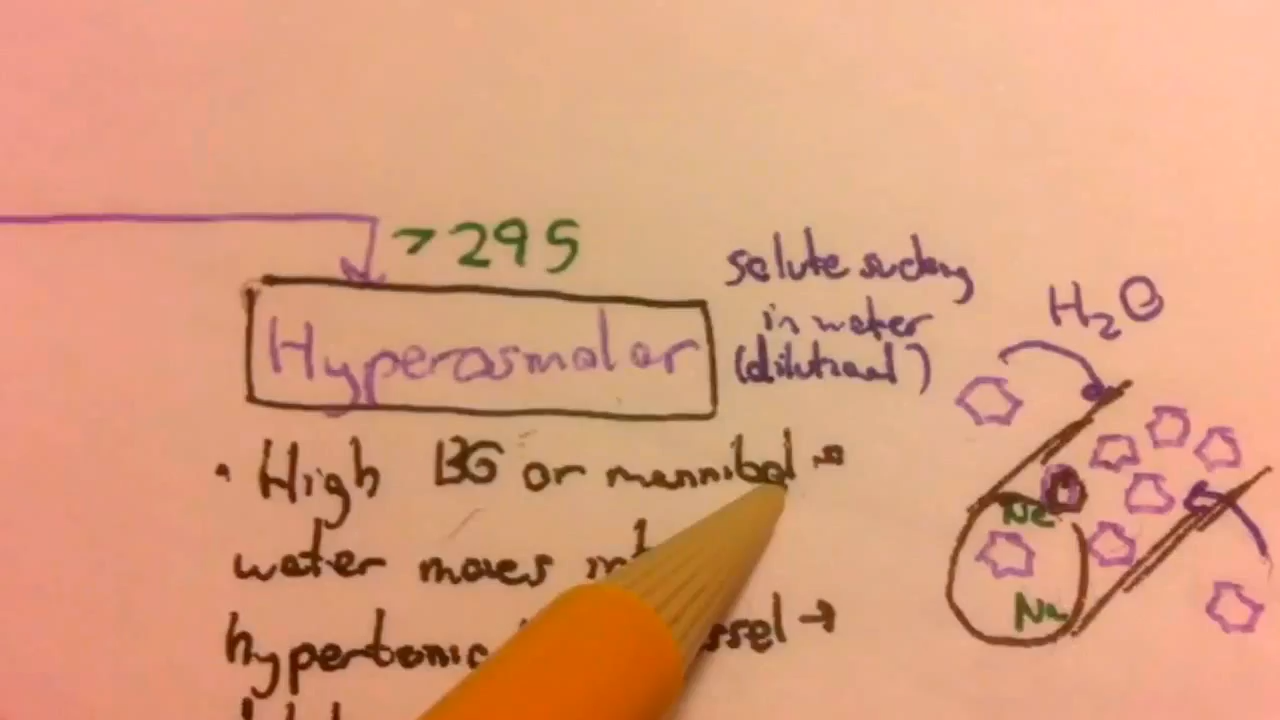 >295
Hyperosmolar
solute sucking
in water
(dilutional)
H2O
• High BG or mannitol →
water moves
hypertonic →
Na
Na